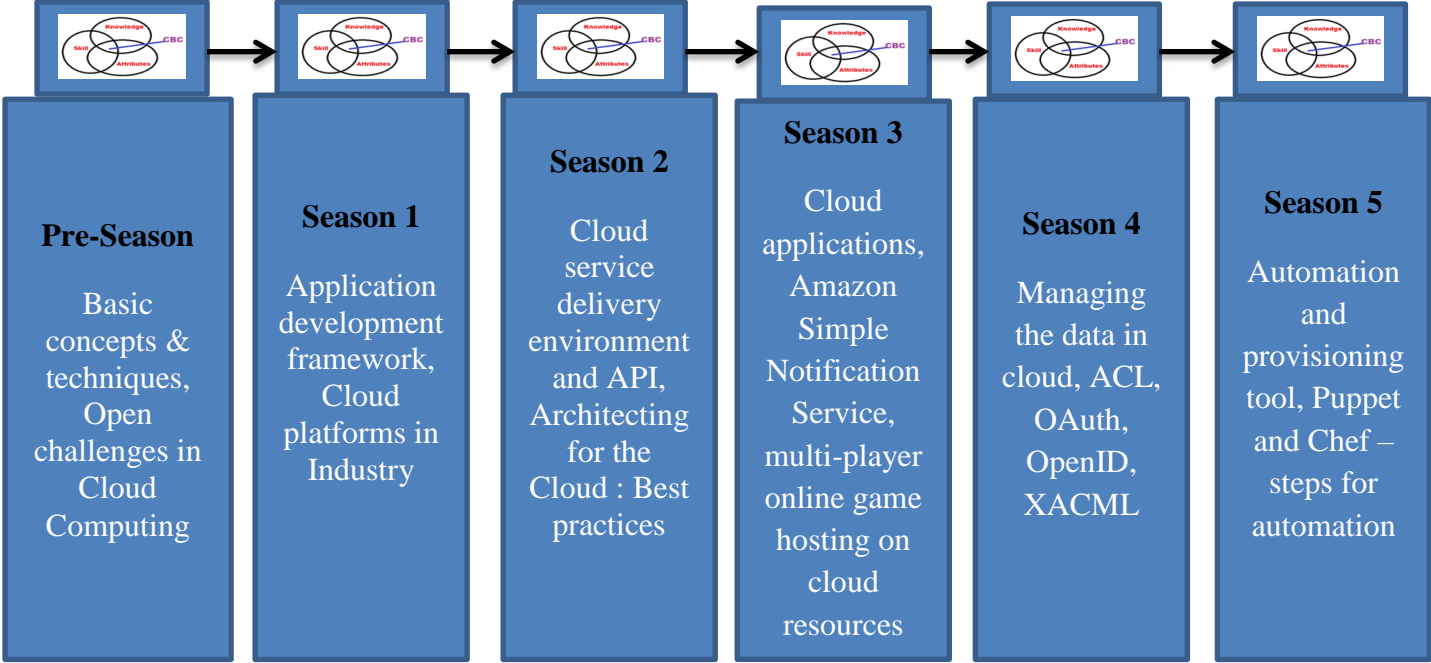 Knowledge
Skill
CBC
Attributes
Knowledge
Skill
CBC
Attributes
Knowledge
Skill
CBC
Attributes
Knowledge
Skill
CBC
Attributes
Knowledge
Skill
CBC
Attributes
Knowledge
Skill
CBC
Attributes
Pre-Season
Basic
concepts &
techniques,
Open
challenges in
Cloud
Computing
Season 1
Application
development
framework,
Cloud
platforms in
Industry
Season 2
Cloud
service
delivery
environment
and API,
Architecting
for the
Cloud : Best
practices
Season 3
Cloud
applications,
Amazon
Simple
Notification
Service,
multi-player
online game
hosting on
cloud
resources
Season 4
Managing
the data in
cloud, ACL,
OAuth,
OpenID,
XACML
Season 5
Automation
and
provisioning
tool, Puppet
and Chef –
steps for
automation